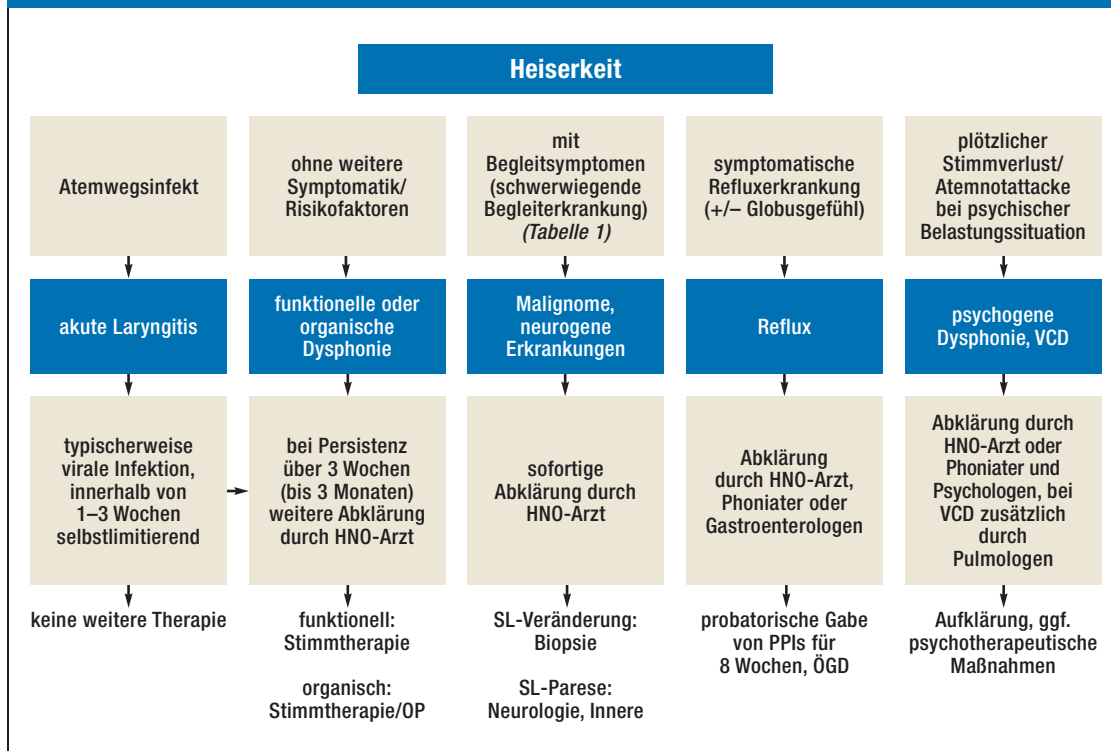 Heiserkeit
Atemwegsinfekt
ohne weitere
Symptomatik/
Risikofaktoren
mit
Begleitsymptomen
(schwerwiegende
Begleiterkrankung)
(Tabelle 1)
symptomatische
Refluxerkrankung
(+/– Globusgefühl)
plötzlicher
Stimmverlust/
Atemnotattacke
bei psychischer
Belastungssituation
akute Laryngitis
funktionelle oder
organische
Dysphonie
Malignome,
neurogene
Erkrankungen
Reflux
psychogene
Dysphonie, VCD
typischerweise
virale Infektion,
innerhalb von
1–3 Wochen
selbstlimitierend
bei Persistenz
über 3 Wochen
(bis 3 Monaten)
weitere Abklärung
durch HNO-Arzt
sofortige
Abklärung durch
HNO-Arzt
Abklärung
durch HNO-Arzt,
Phoniater oder
Gastroenterologen
Abklärung durch
HNO-Arzt oder
Phoniater und
Psychologen, bei
VCD zusätzlich
durch
Pulmologen
keine weitere Therapie
funktionell:
Stimmtherapie
organisch:
Stimmtherapie/OP
SL-Veränderung:
Biopsie
SL-Parese:
Neurologie, Innere
probatorische Gabe
von PPIs für
8 Wochen, ÖGD
Aufklärung, ggf.
psychotherapeutische
Maßnahmen